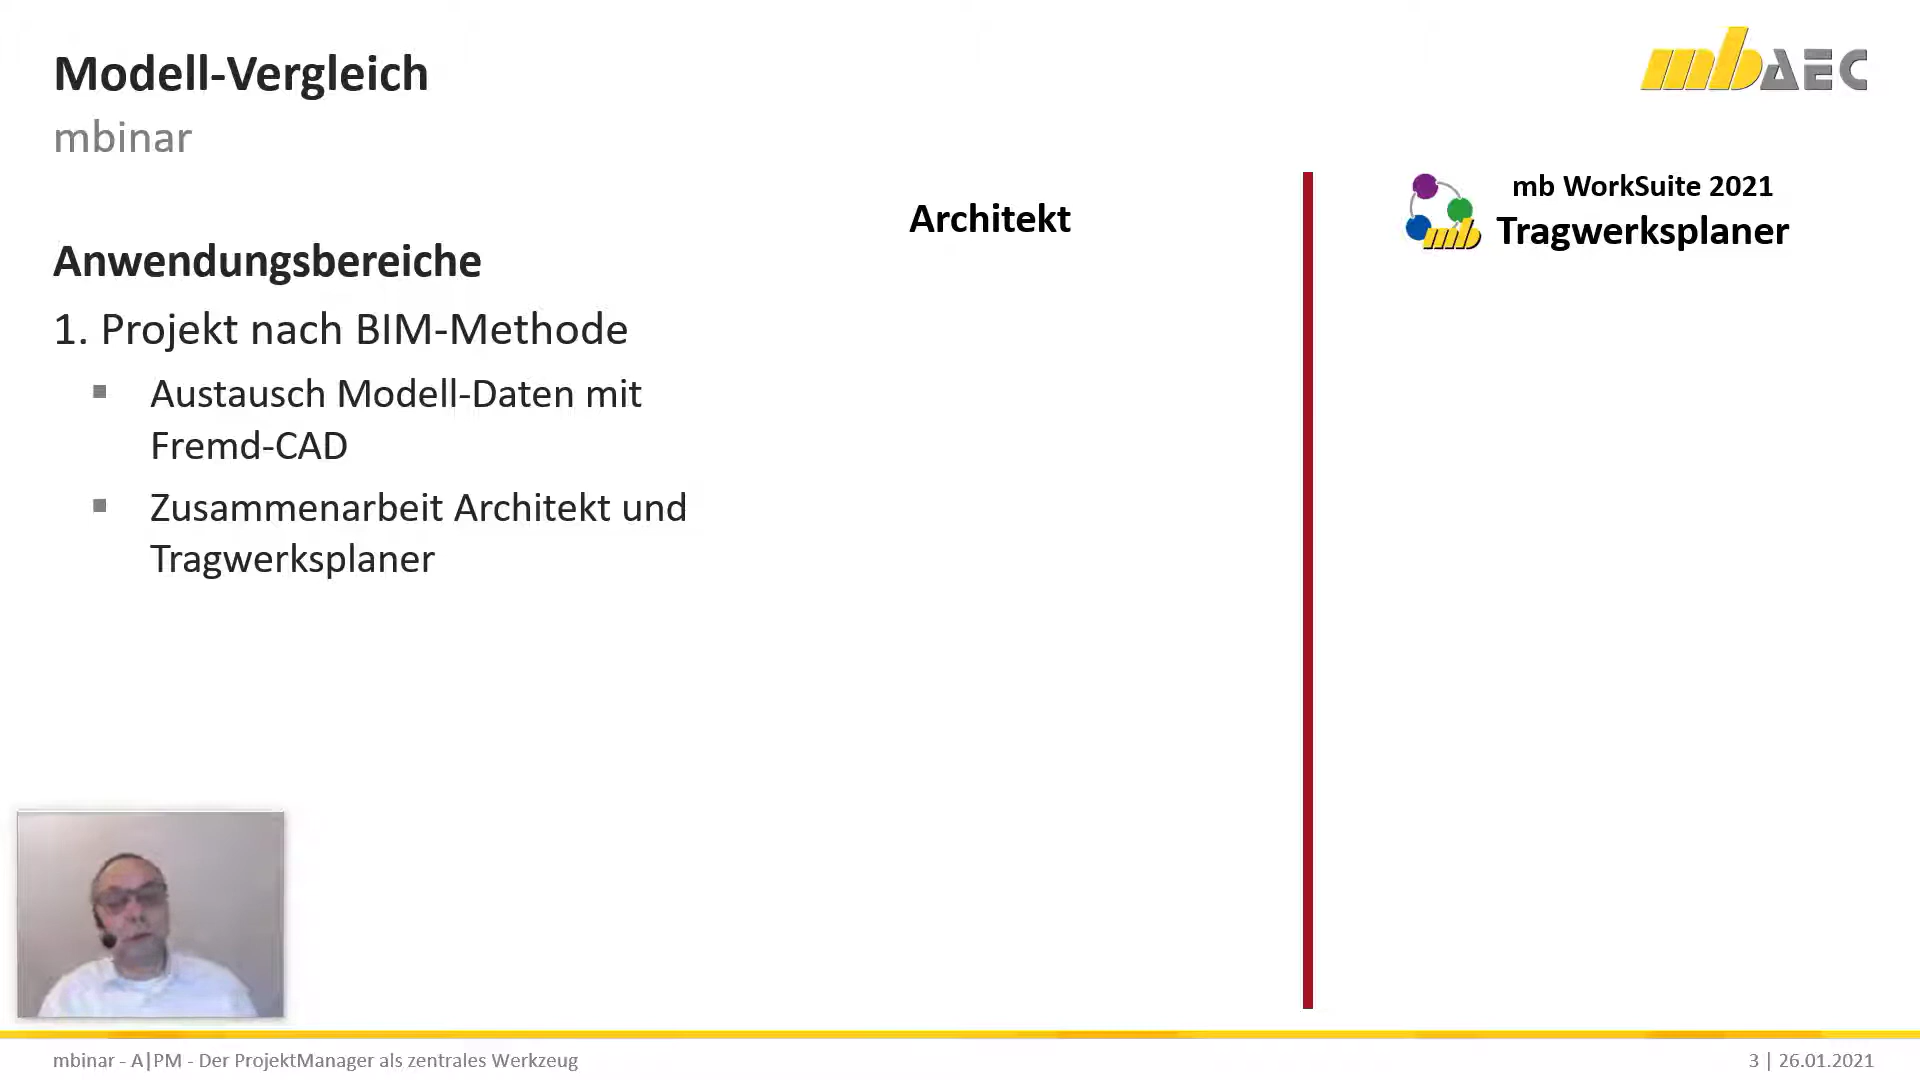 Modell-Vergleich
mbinar
mbAEC
Anwendungsbereiche
1. Projekt nach BIM-Methode
▪ Austausch Modell-Daten mit
Fremd-CAD
▪ Zusammenarbeit Architekt und
Tragwerksplaner
Architekt
mb WorkSuite 2021
Tragwerksplaner
mb
mbinar - A|PM - Der ProjektManager als zentrales Werkzeug
3 | 26.01.2021